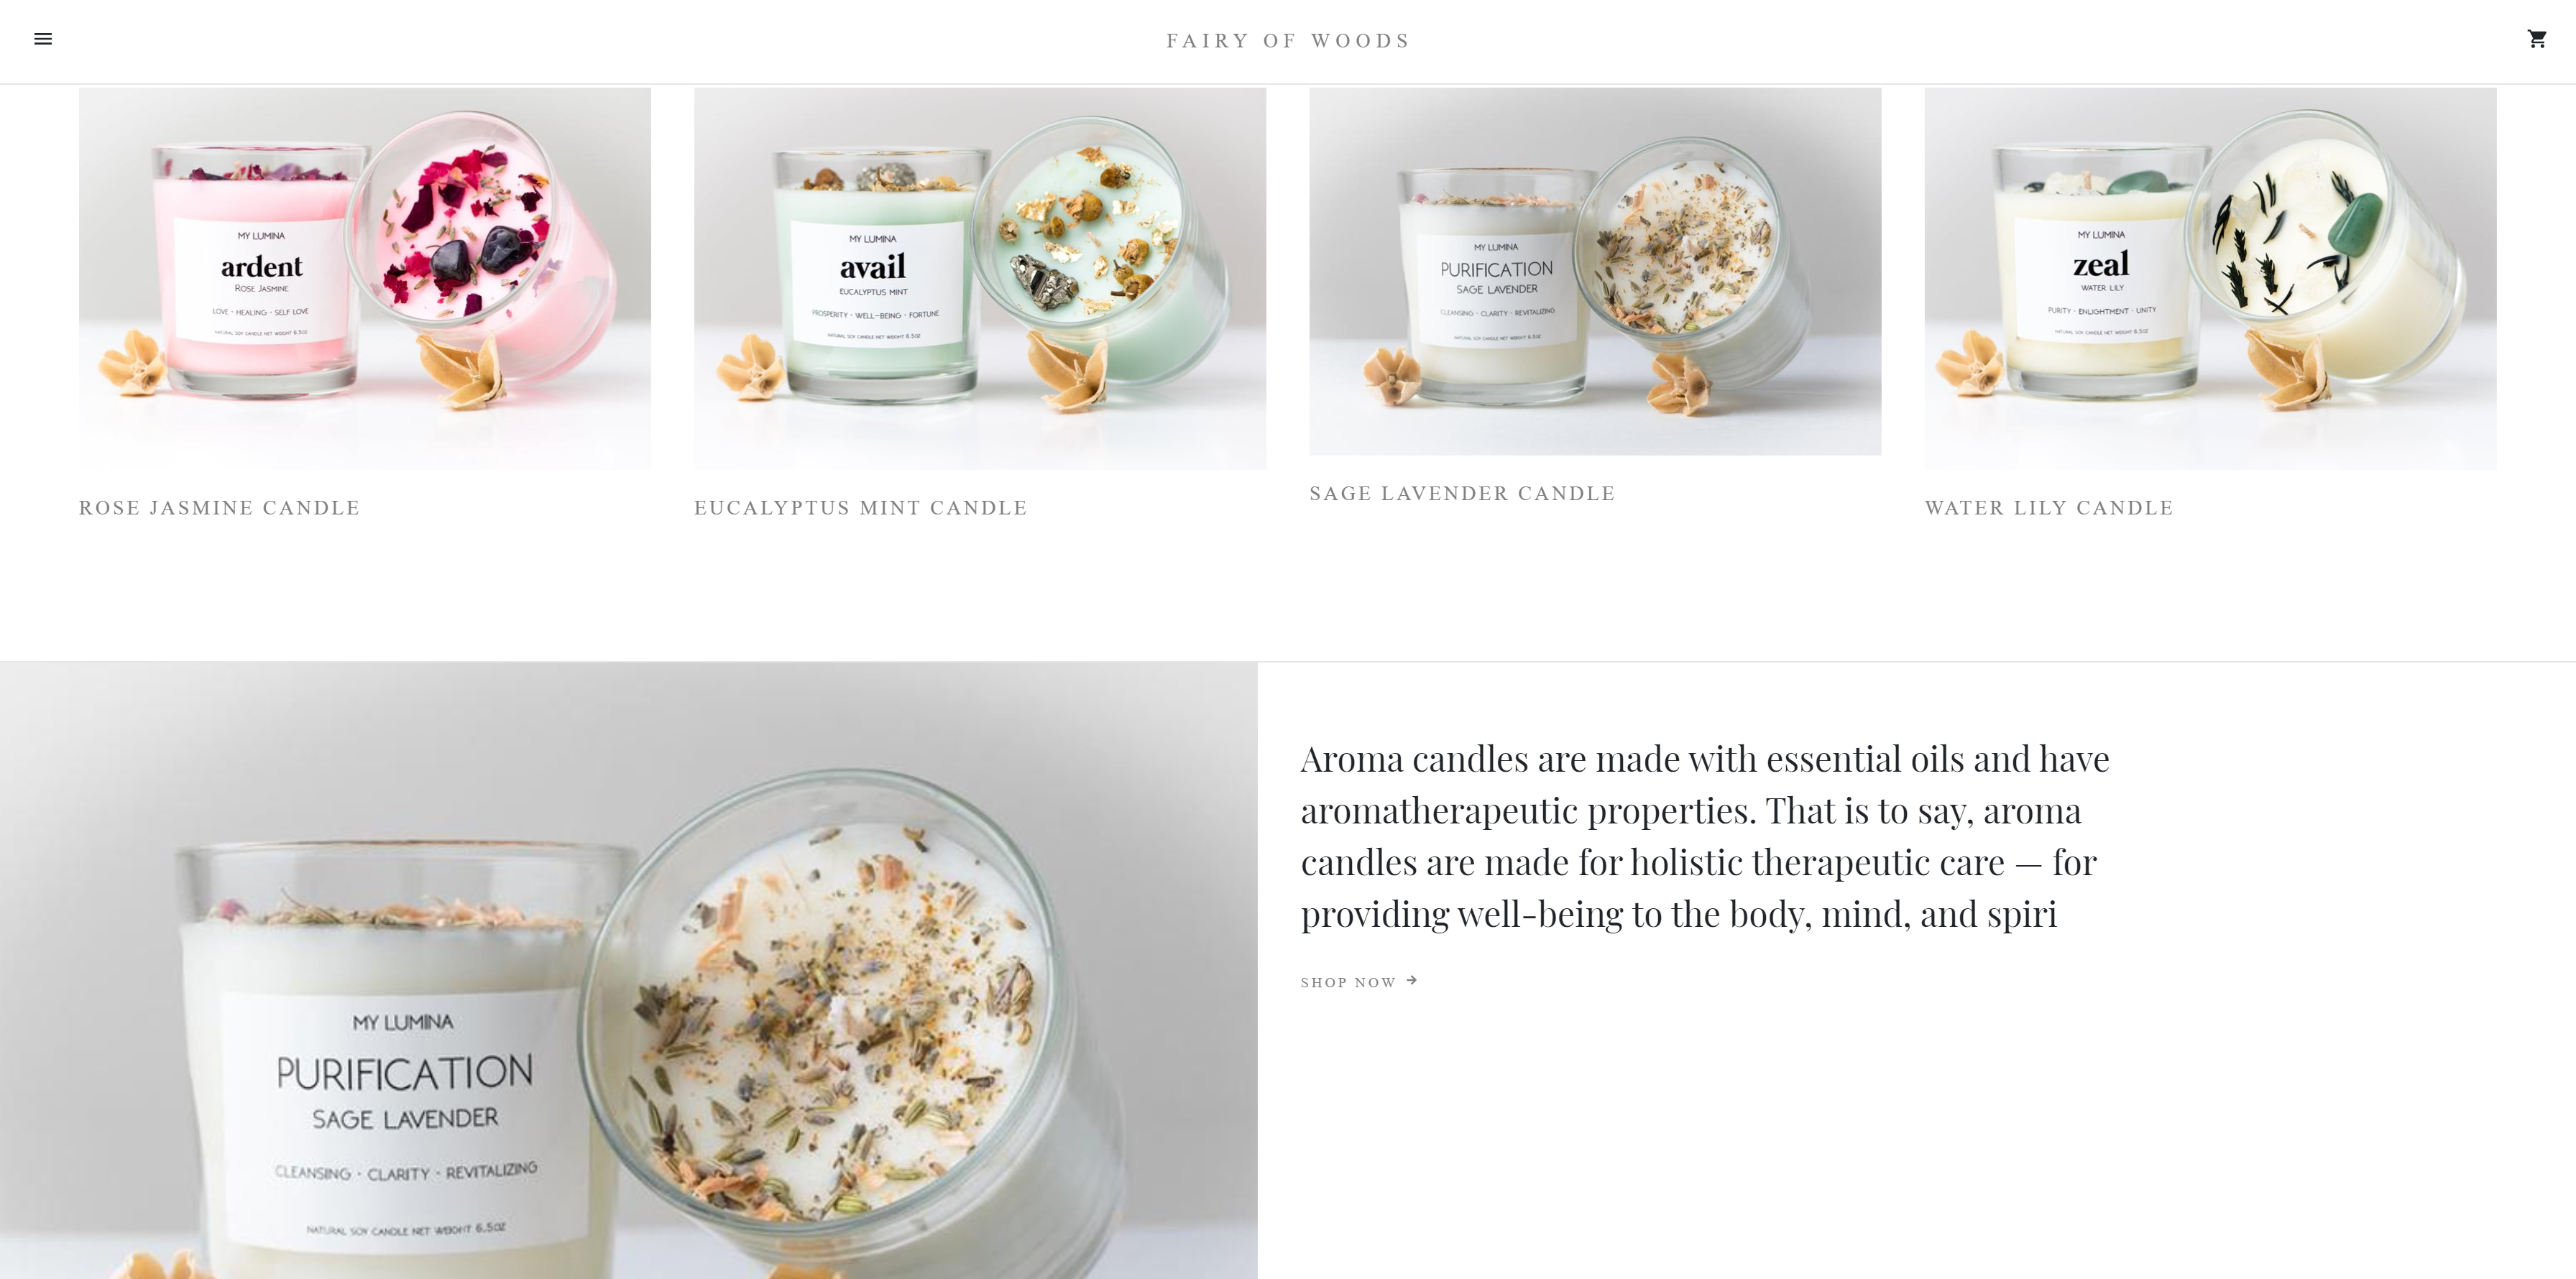 FAIRY OF WOODS
MY LUMINA
ardent
ROSE JASMINE
LOVE - HEALING - SELF LOVE
NATURAL SOY CANDLE NET WEIGHT 6.5OZ
MY LUMINA
avail
EUCALYPTUS MINT
PROSPERITY - WELL-BEING - FORTUNE
NATURAL SOY CANDLE NET WEIGHT 6.5OZ
MY LUMINA
PURIFICATION
SAGE LAVENDER
CLEANSING · CLARITY · REVITALIZING
NATURAL SOY CANDLE NET WEIGHT 6.5OZ
MY LUMINA
zeal
WATER LILY
PURITY - ENLIGHTMENT - UNITY
NATURAL SOY CANDLE NET WEIGHT 6.5OZ
ROSE JASMINE CANDLE
EUCALYPTUS MINT CANDLE
SAGE LAVENDER CANDLE
WATER LILY CANDLE
MY LUMINA
PURIFICATION
SAGE LAVENDER
CLEANSING · CLARITY · REVITALIZING
NATURAL SOY CANDLE NET WEIGHT 6.5OZ
Aroma candles are made with essential oils and have
aromatherapeutic properties. That is to say, aroma
candles are made for holistic therapeutic care — for
providing well-being to the body, mind, and spiri
SHOP NOW →